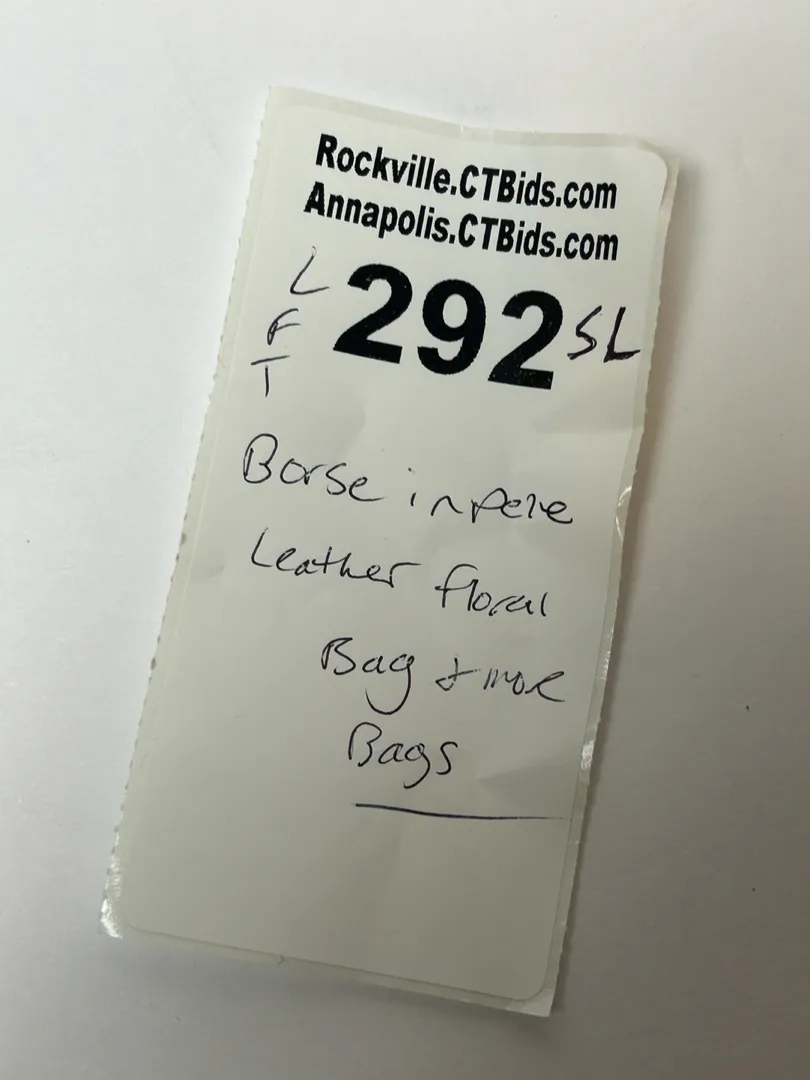 Rockville.CTBids.com
Annapolis.CTBids.com
L
F
T
292 SL
Borse in pelle
Leather floral
Bag & more
Bags